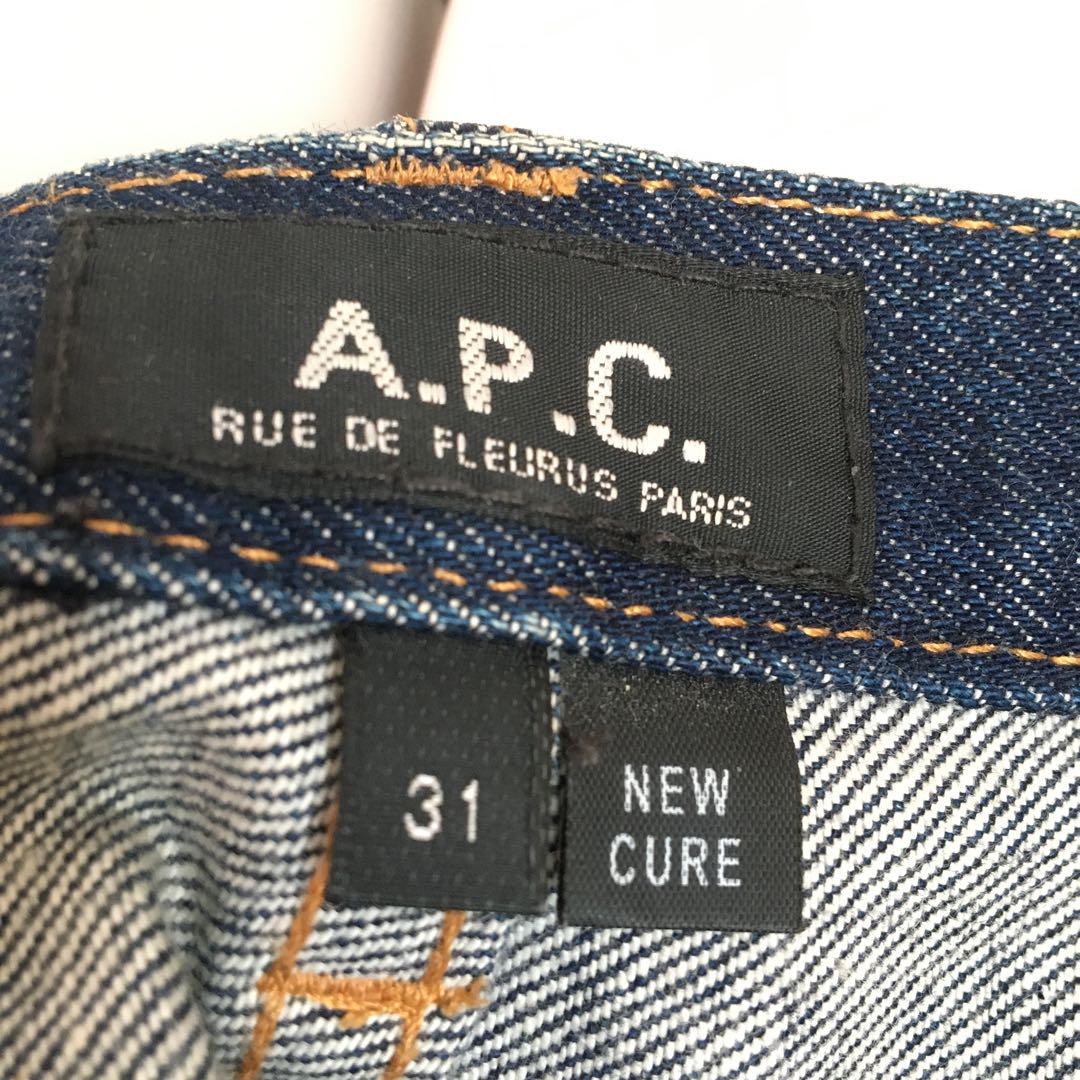 A.P.C.
RUE DE FLEURUS PARIS
31
NEW
CURE